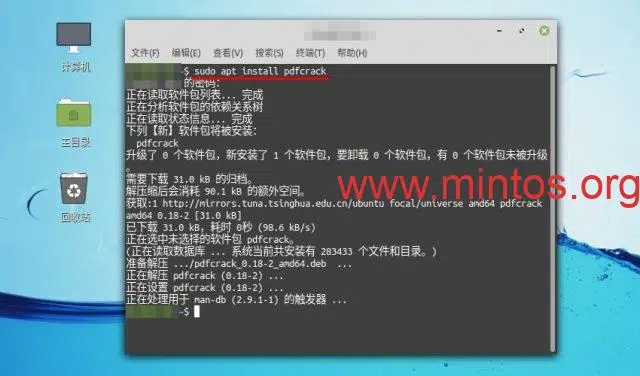 计算机
主目录
回收站
文件(F) 编辑(E) 查看(V) 搜索(S) 终端(T) 帮助(H)
~$ sudo apt install pdfcrack
的密码：
正在读取软件包列表... 完成
正在分析软件包的依赖关系树
正在读取状态信息... 完成
下列【新】软件包将被安装：
pdfcrack
升级了 0 个软件包，新安装了 1 个软件包，要卸载 0 个软件包，有 0 个软件包未被升级
。
需要下载 31.0 kB 的归档。
解压缩后会消耗 90.1 kB 的额外空间。
获取:1 http://mirrors.tuna.tsinghua.edu.cn/ubuntu focal/universe amd64 pdfcrack
amd64 0.18-2 [31.0 kB]
已下载 31.0 kB，耗时 0秒 (98.6 kB/s)
正在选中未选择的软件包 pdfcrack。
(正在读取数据库 ... 系统当前共安装有 283433 个文件和目录。)
准备解压 .../pdfcrack_0.18-2_amd64.deb ...
正在解压 pdfcrack (0.18-2) ...
正在设置 pdfcrack (0.18-2) ...
正在处理用于 man-db (2.9.1-1) 的触发器 ...
~$
www.mintos.org